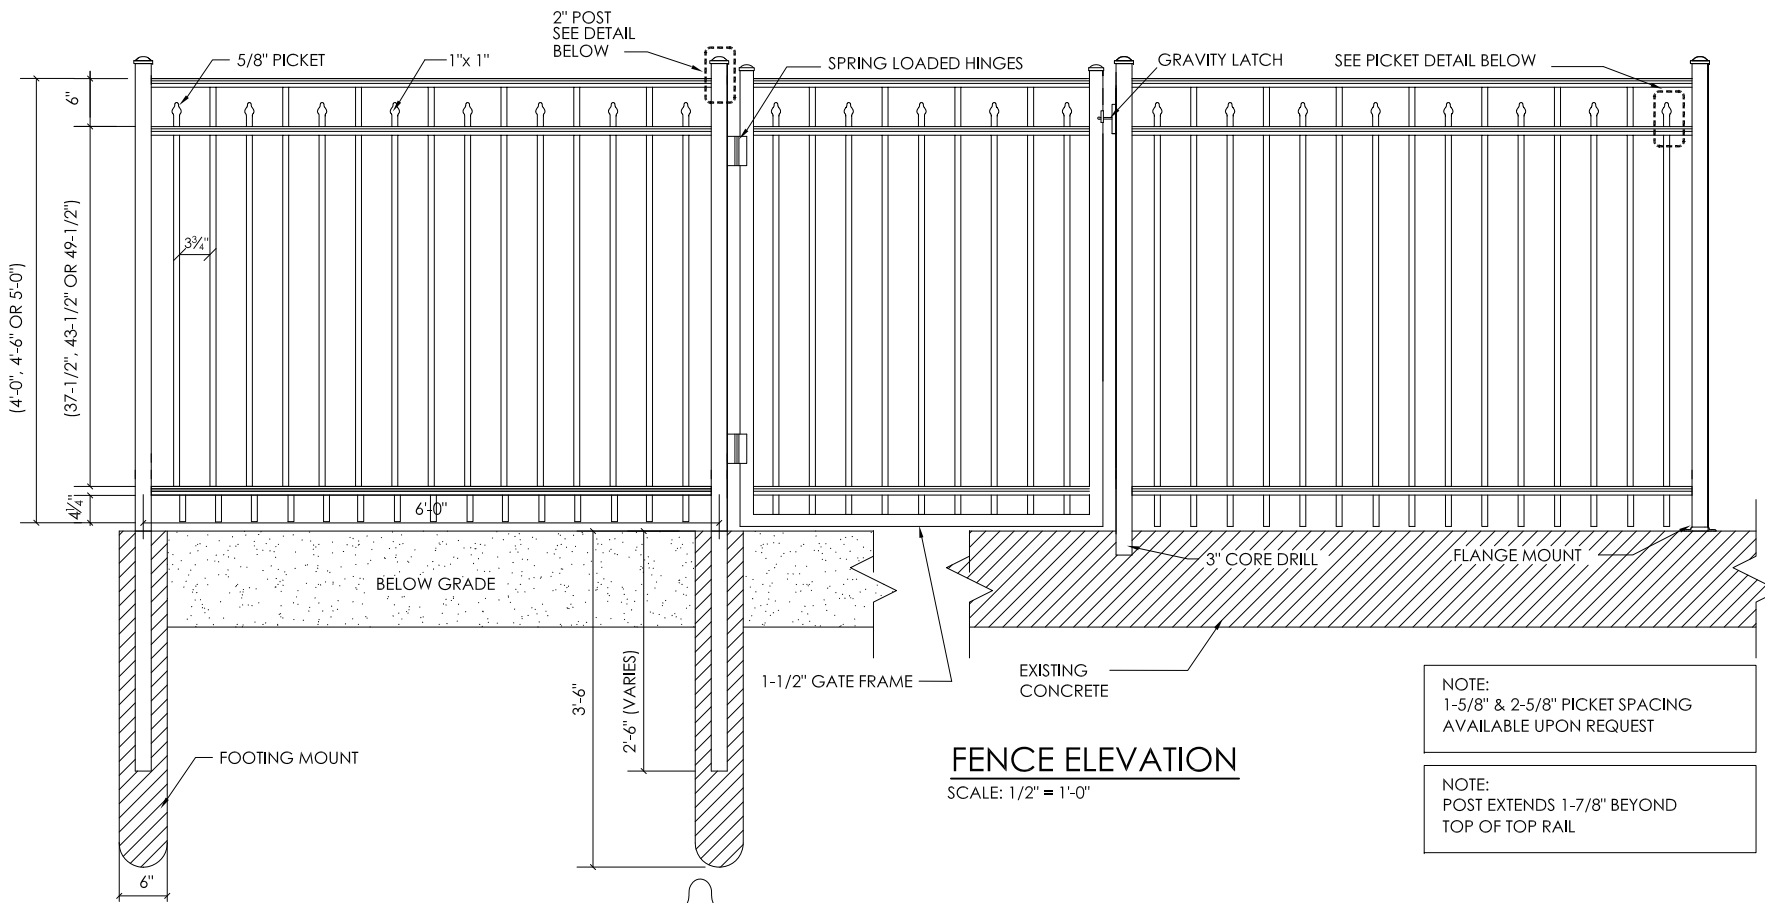 2" POST
SEE DETAIL
BELOW
5/8" PICKET
1"x 1"
SPRING LOADED HINGES
GRAVITY LATCH
SEE PICKET DETAIL BELOW
6"
(4'-0", 4'-6" OR 5'-0")
(37-1/2", 43-1/2" OR 49-1/2")
3¾"
4¼"
6'-0"
BELOW GRADE
3" CORE DRILL
FLANGE MOUNT
3'-6"
2'-6" (VARIES)
1-1/2" GATE FRAME
EXISTING
CONCRETE
FOOTING MOUNT
6"
FENCE ELEVATION
SCALE: 1/2" = 1'-0"
NOTE:
1-5/8" & 2-5/8" PICKET SPACING
AVAILABLE UPON REQUEST
NOTE:
POST EXTENDS 1-7/8" BEYOND
TOP OF TOP RAIL